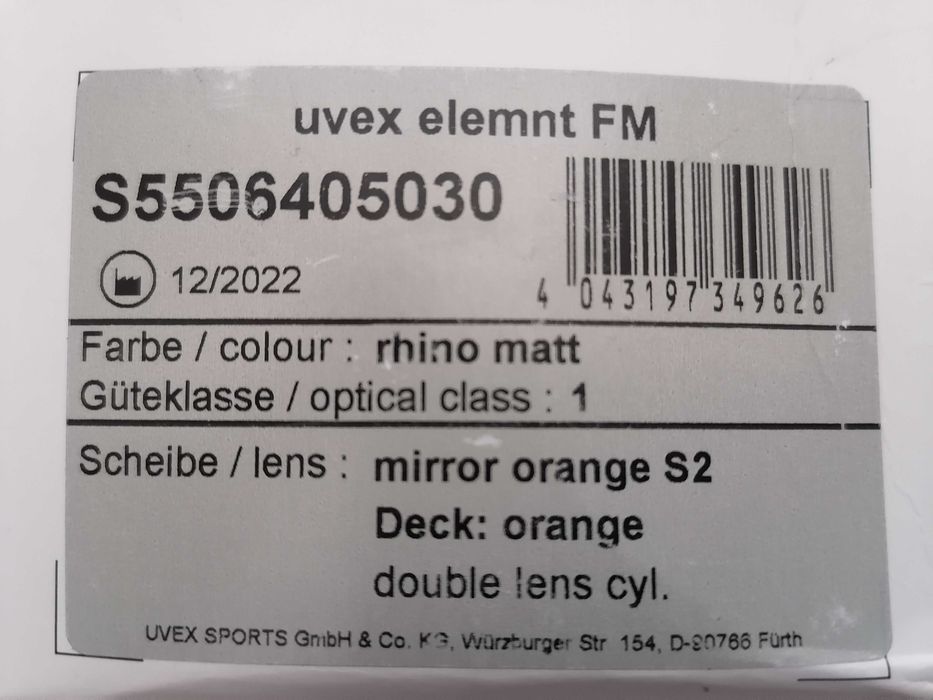 uvex elemnt FM
S5506405030
12/2022
4 043197 349626
Farbe / colour : rhino matt
Güteklasse / optical class : 1
Scheibe / lens : mirror orange S2
Deck: orange
double lens cyl.
UVEX SPORTS GmbH & Co. KG, Würzburger Str 154, D-90766 Fürth